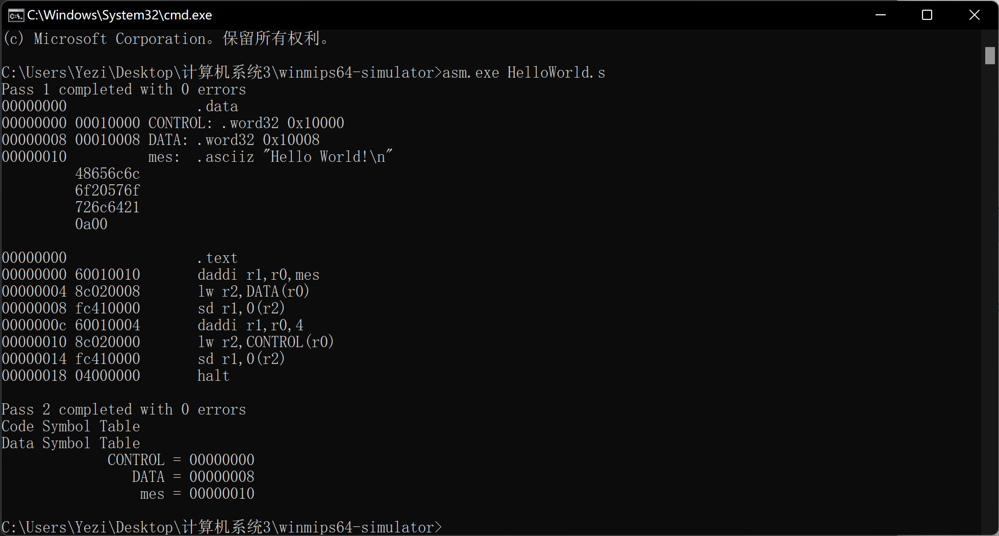 C:\Windows\System32\cmd.exe
(c) Microsoft Corporation。保留所有权利。
C:\Users\Yezi\Desktop\计算机系统3\winmips64-simulator>asm.exe HelloWorld.s
Pass 1 completed with 0 errors
00000000                .data
00000000 00010000 CONTROL: .word32 0x10000
00000008 00010008 DATA: .word32 0x10008
00000010          mes:  .asciiz "Hello World!\n"
         48656c6c
         6f20576f
         726c6421
         0a00
00000000                .text
00000000 60010010       daddi r1,r0,mes
00000004 8c020008       lw r2,DATA(r0)
00000008 fc410000       sd r1,0(r2)
0000000c 60010004       daddi r1,r0,4
00000010 8c020000       lw r2,CONTROL(r0)
00000014 fc410000       sd r1,0(r2)
00000018 04000000       halt
Pass 2 completed with 0 errors
Code Symbol Table
Data Symbol Table
             CONTROL = 00000000
                DATA = 00000008
                 mes = 00000010
C:\Users\Yezi\Desktop\计算机系统3\winmips64-simulator>